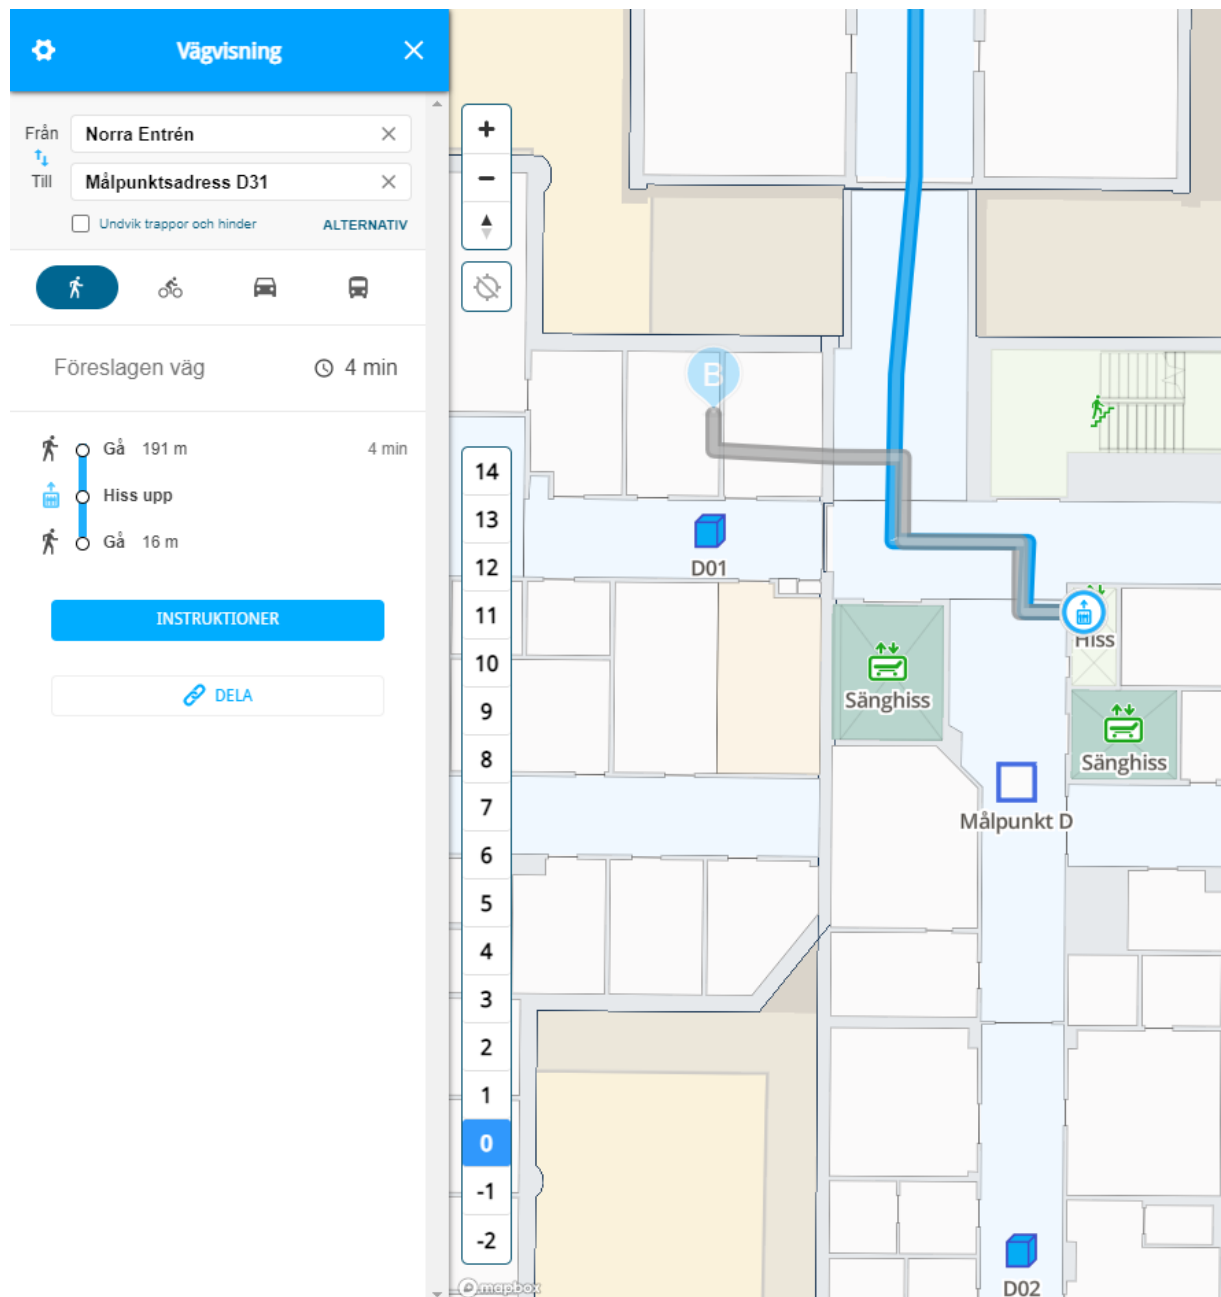 Vägvisning
Från
Norra Entrén
Till
Målpunktsadress D31
Undvik trappor och hinder
ALTERNATIV
Föreslagen väg
4 min
Gå 191 m
4 min
Hiss upp
Gå 16 m
INSTRUKTIONER
DELA
+
−
14
13
12
11
10
9
8
7
6
5
4
3
2
1
0
-1
-2
B
D01
Hiss
Sänghiss
Sänghiss
Målpunkt D
D02
mapbox